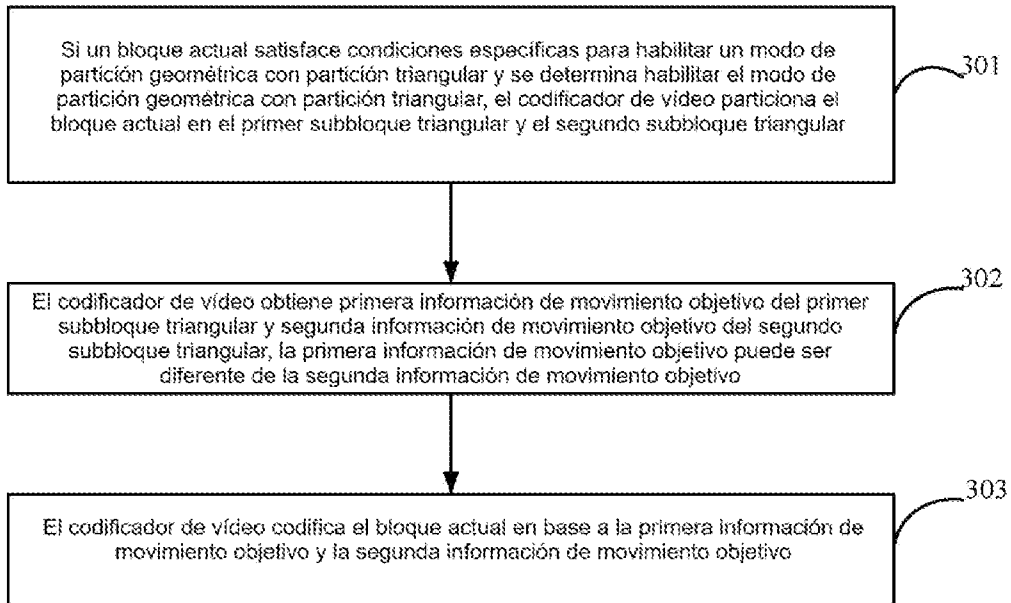 Si un bloque actual satisface condiciones específicas para habilitar un modo de
partición geométrica con partición triangular y se determina habilitar el modo de
partición geométrica con partición triangular, el codificador de vídeo particiona el
bloque actual en el primer subbloque triangular y el segundo subbloque triangular
301
El codificador de vídeo obtiene primera información de movimiento objetivo del primer
subbloque triangular y segunda información de movimiento objetivo del segundo
subbloque triangular, la primera información de movimiento objetivo puede ser
diferente de la segunda información de movimiento objetivo
302
El codificador de vídeo codifica el bloque actual en base a la primera información de
movimiento objetivo y la segunda información de movimiento objetivo
303